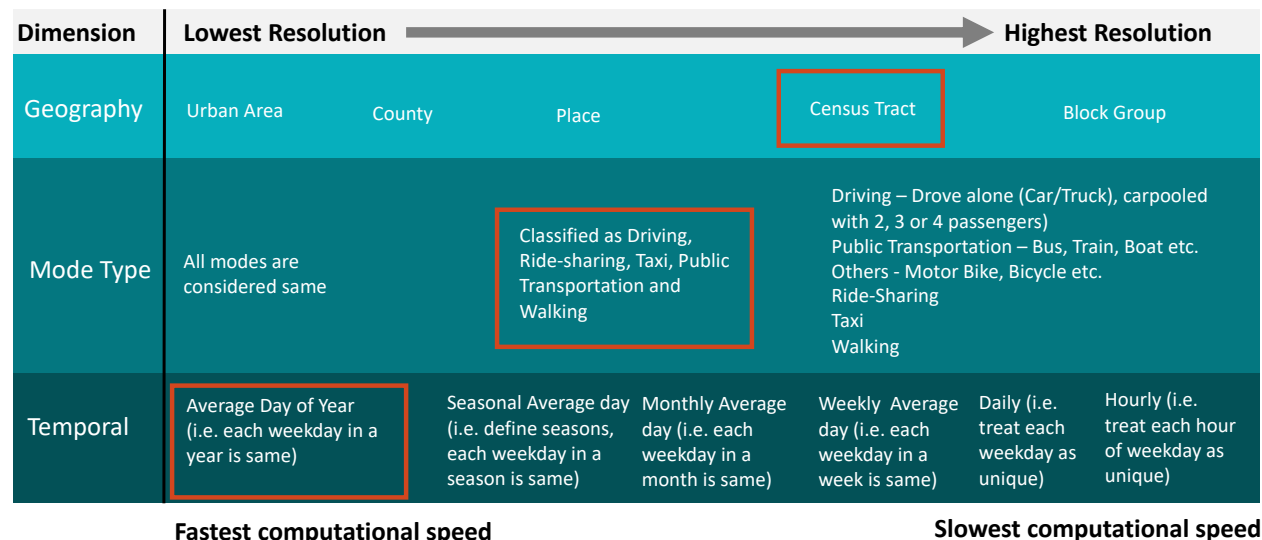 Dimension
Lowest Resolution
Highest Resolution
Geography
Urban Area
County
Place
Census Tract
Block Group
Mode Type
All modes are
considered same
Classified as Driving,
Ride-sharing, Taxi, Public
Transportation and
Walking
Driving – Drove alone (Car/Truck), carpooled
with 2, 3 or 4 passengers)
Public Transportation – Bus, Train, Boat etc.
Others - Motor Bike, Bicycle etc.
Ride-Sharing
Taxi
Walking
Temporal
Average Day of Year
(i.e. each weekday in a
year is same)
Seasonal Average day
(i.e. define seasons,
each weekday in a
season is same)
Monthly Average
day (i.e. each
weekday in a
month is same)
Weekly Average
day (i.e. each
weekday in a
week is same)
Daily (i.e.
treat each
weekday as
unique)
Hourly (i.e.
treat each hour
of weekday as
unique)
Fastest computational speed
Slowest computational speed